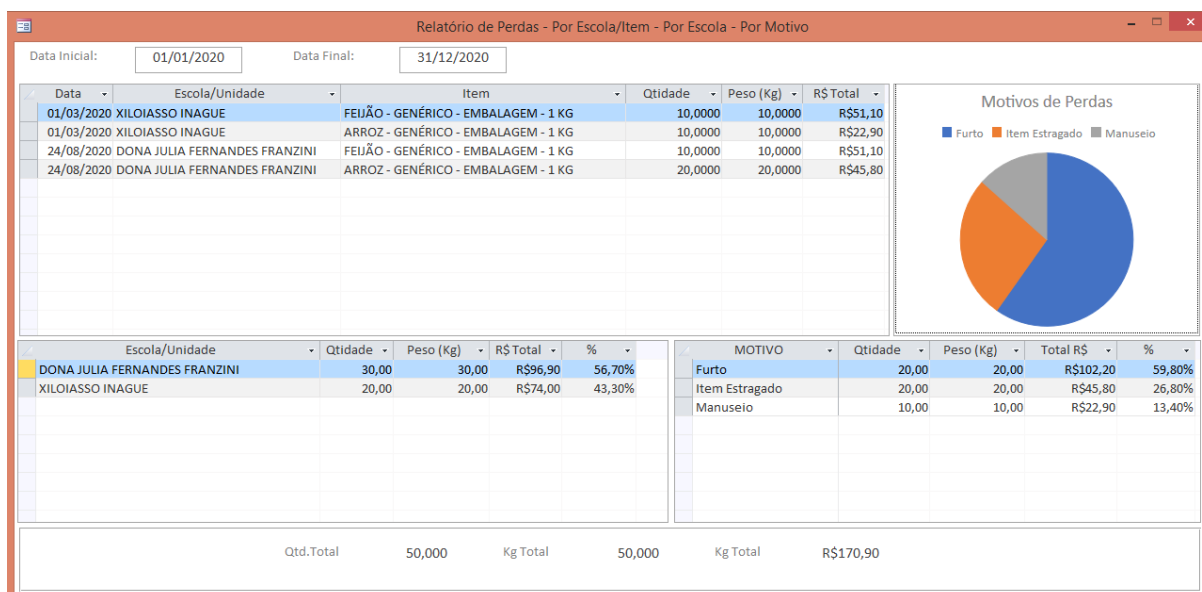 Relatório de Perdas - Por Escola/Item - Por Escola - Por Motivo
Data Inicial: 01/01/2020 Data Final: 31/12/2020
Data Escola/Unidade Item Qtidade Peso (Kg) R$ Total
01/03/2020 XILOIASSO INAGUE FEIJÃO - GENÉRICO - EMBALAGEM - 1 KG 10,0000 10,0000 R$51,10
01/03/2020 XILOIASSO INAGUE ARROZ - GENÉRICO - EMBALAGEM - 1 KG 10,0000 10,0000 R$22,90
24/08/2020 DONA JULIA FERNANDES FRANZINI FEIJÃO - GENÉRICO - EMBALAGEM - 1 KG 10,0000 10,0000 R$51,10
24/08/2020 DONA JULIA FERNANDES FRANZINI ARROZ - GENÉRICO - EMBALAGEM - 1 KG 20,0000 20,0000 R$45,80
Motivos de Perdas
Furto Item Estragado Manuseio
Escola/Unidade Qtidade Peso (Kg) R$ Total %
DONA JULIA FERNANDES FRANZINI 30,00 30,00 R$96,90 56,70%
XILOIASSO INAGUE 20,00 20,00 R$74,00 43,30%
MOTIVO Qtidade Peso (Kg) Total R$ %
Furto 20,00 20,00 R$102,20 59,80%
Item Estragado 20,00 20,00 R$45,80 26,80%
Manuseio 10,00 10,00 R$22,90 13,40%
Qtd.Total 50,000 Kg Total 50,000 Kg Total R$170,90